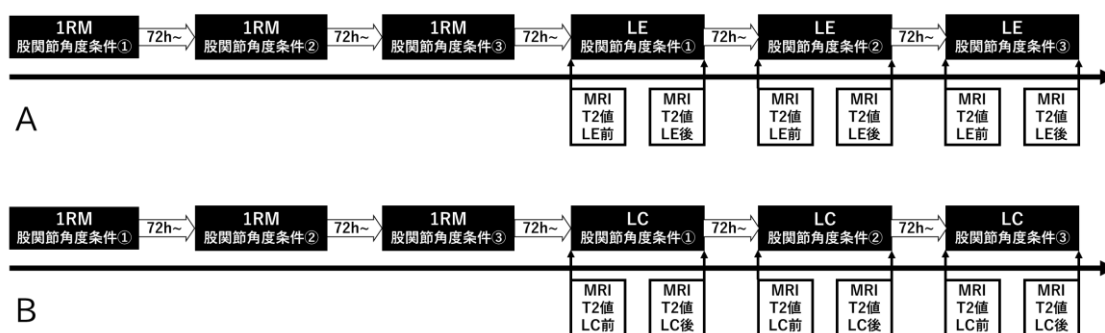 1RM
股関節角度条件①
72h~
1RM
股関節角度条件②
72h~
1RM
股関節角度条件③
72h~
LE
股関節角度条件①
72h~
LE
股関節角度条件②
72h~
LE
股関節角度条件③
MRI
T2値
LE前
MRI
T2値
LE後
MRI
T2値
LE前
MRI
T2値
LE後
MRI
T2値
LE前
MRI
T2値
LE後
A
1RM
股関節角度条件①
72h~
1RM
股関節角度条件②
72h~
1RM
股関節角度条件③
72h~
LC
股関節角度条件①
72h~
LC
股関節角度条件②
72h~
LC
股関節角度条件③
MRI
T2値
LC前
MRI
T2値
LC後
MRI
T2値
LC前
MRI
T2値
LC後
MRI
T2値
LC前
MRI
T2値
LC後
B